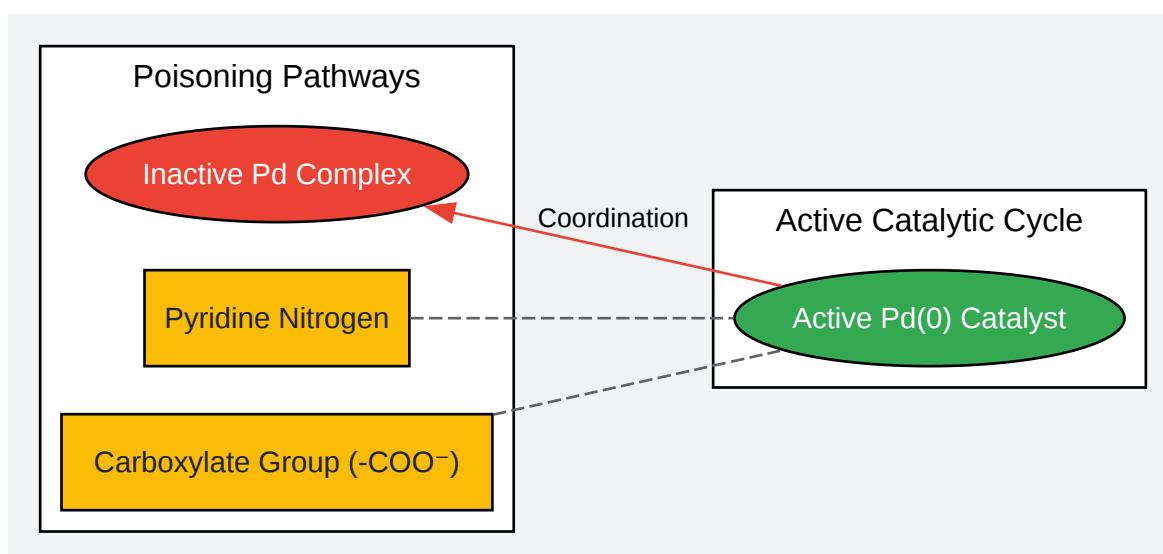 Poisoning Pathways
Inactive Pd Complex
Coordination
Active Catalytic Cycle
Pyridine Nitrogen
Active Pd(0) Catalyst
Carboxylate Group (-COO⁻)